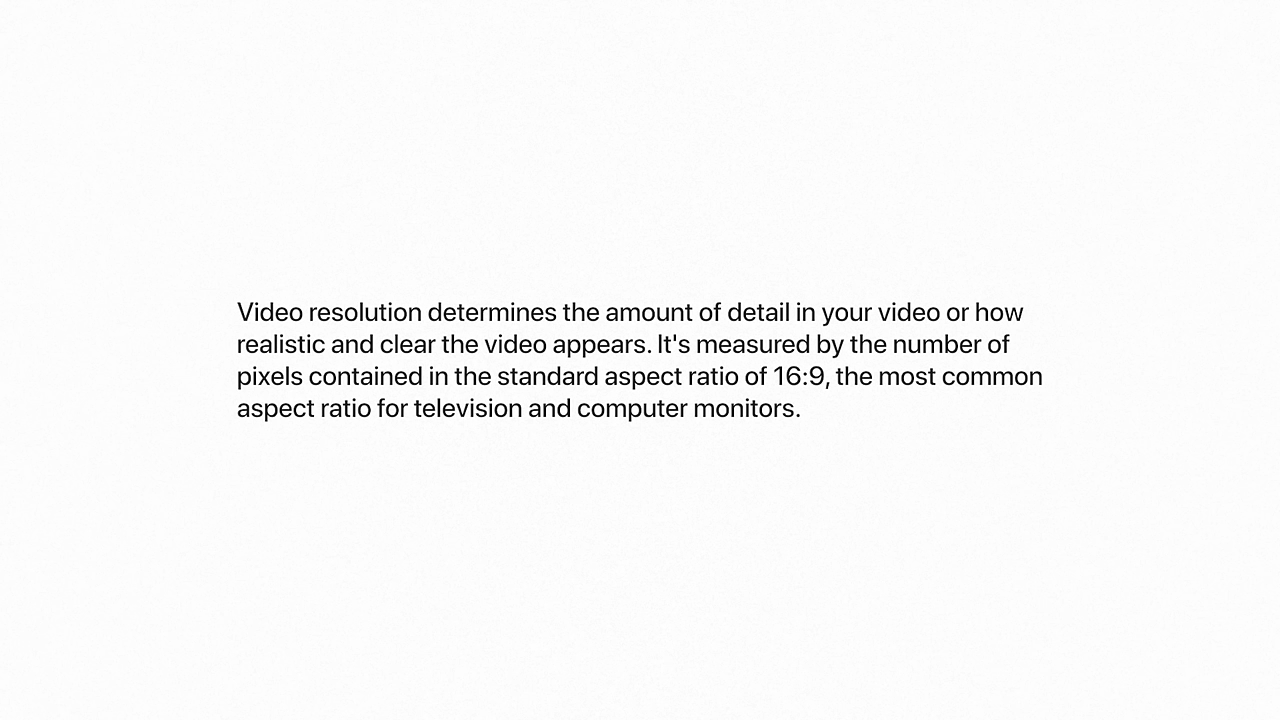 Video resolution determines the amount of detail in your video or how
realistic and clear the video appears. It's measured by the number of
pixels contained in the standard aspect ratio of 16:9, the most common
aspect ratio for television and computer monitors.